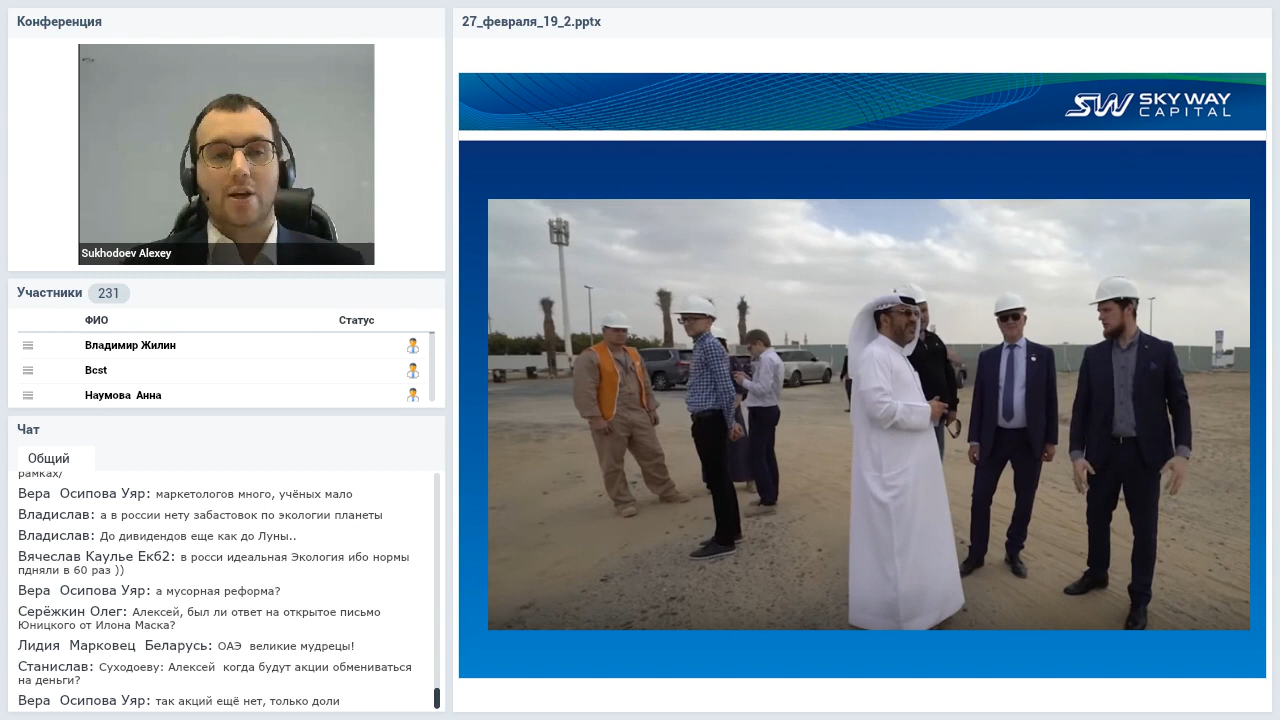 Конференция
Sukhodoev Alexey
Участники 231
ФИО Статус
Владимир Жилин
Bcst
Наумова Анна
Чат
Общий
рамках/
Вера Осипова Уяр: маркетологов много, учёных мало
Владислав: а в россии нету забастовок по экологии планеты
Владислав: До дивидендов еще как до Луны..
Вячеслав Каулье Екб2: в росси идеальная Экология ибо нормы
пдняли в 60 раз ))
Вера Осипова Уяр: а мусорная реформа?
Серёжкин Олег: Алексей, был ли ответ на открытое письмо
Юницкого от Илона Маска?
Лидия Марковец Беларусь: ОАЭ великие мудрецы!
Станислав: Суходоеву: Алексей когда будут акции обмениваться
на деньги?
Вера Осипова Уяр: так акций ещё нет, только доли
27_февраля_19_2.pptx
SW SKY WAY
CAPITAL